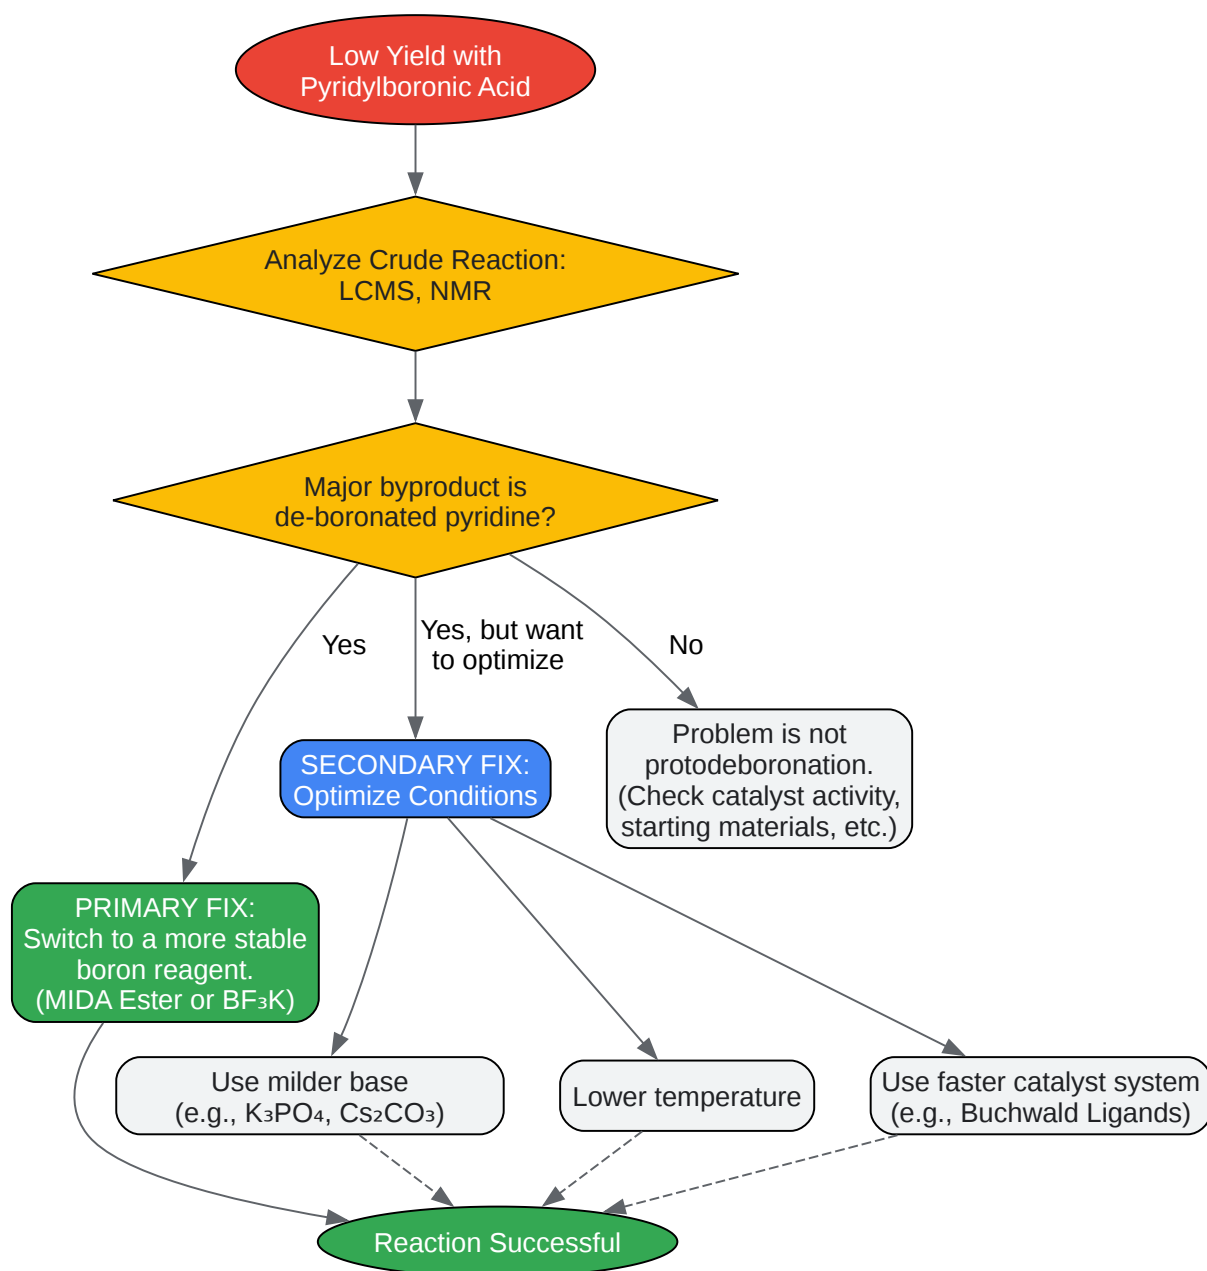 Low Yield with
Pyridylboronic Acid
Analyze Crude Reaction:
LCMS, NMR
Major byproduct is
de-boronated pyridine?
Yes
Yes, but want
to optimize
No
Problem is not
protodeboronation.
(Check catalyst activity,
starting materials, etc.)
SECONDARY FIX:
Optimize Conditions
PRIMARY FIX:
Switch to a more stable
boron reagent.
(MIDA Ester or BF₃K)
Use milder base
(e.g., K₃PO₄, Cs₂CO₃)
Lower temperature
Use faster catalyst system
(e.g., Buchwald Ligands)
Reaction Successful